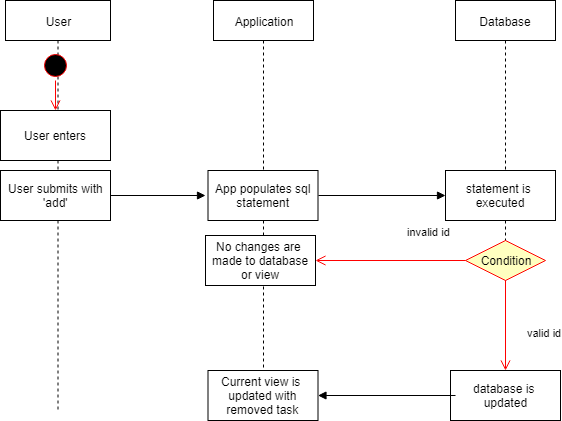 User
Application
Database
User enters
User submits with
'add'
App populates sql
statement
statement is
executed
invalid id
No changes are
made to database
or view
Condition
valid id
Current view is
updated with
removed task
database is
updated